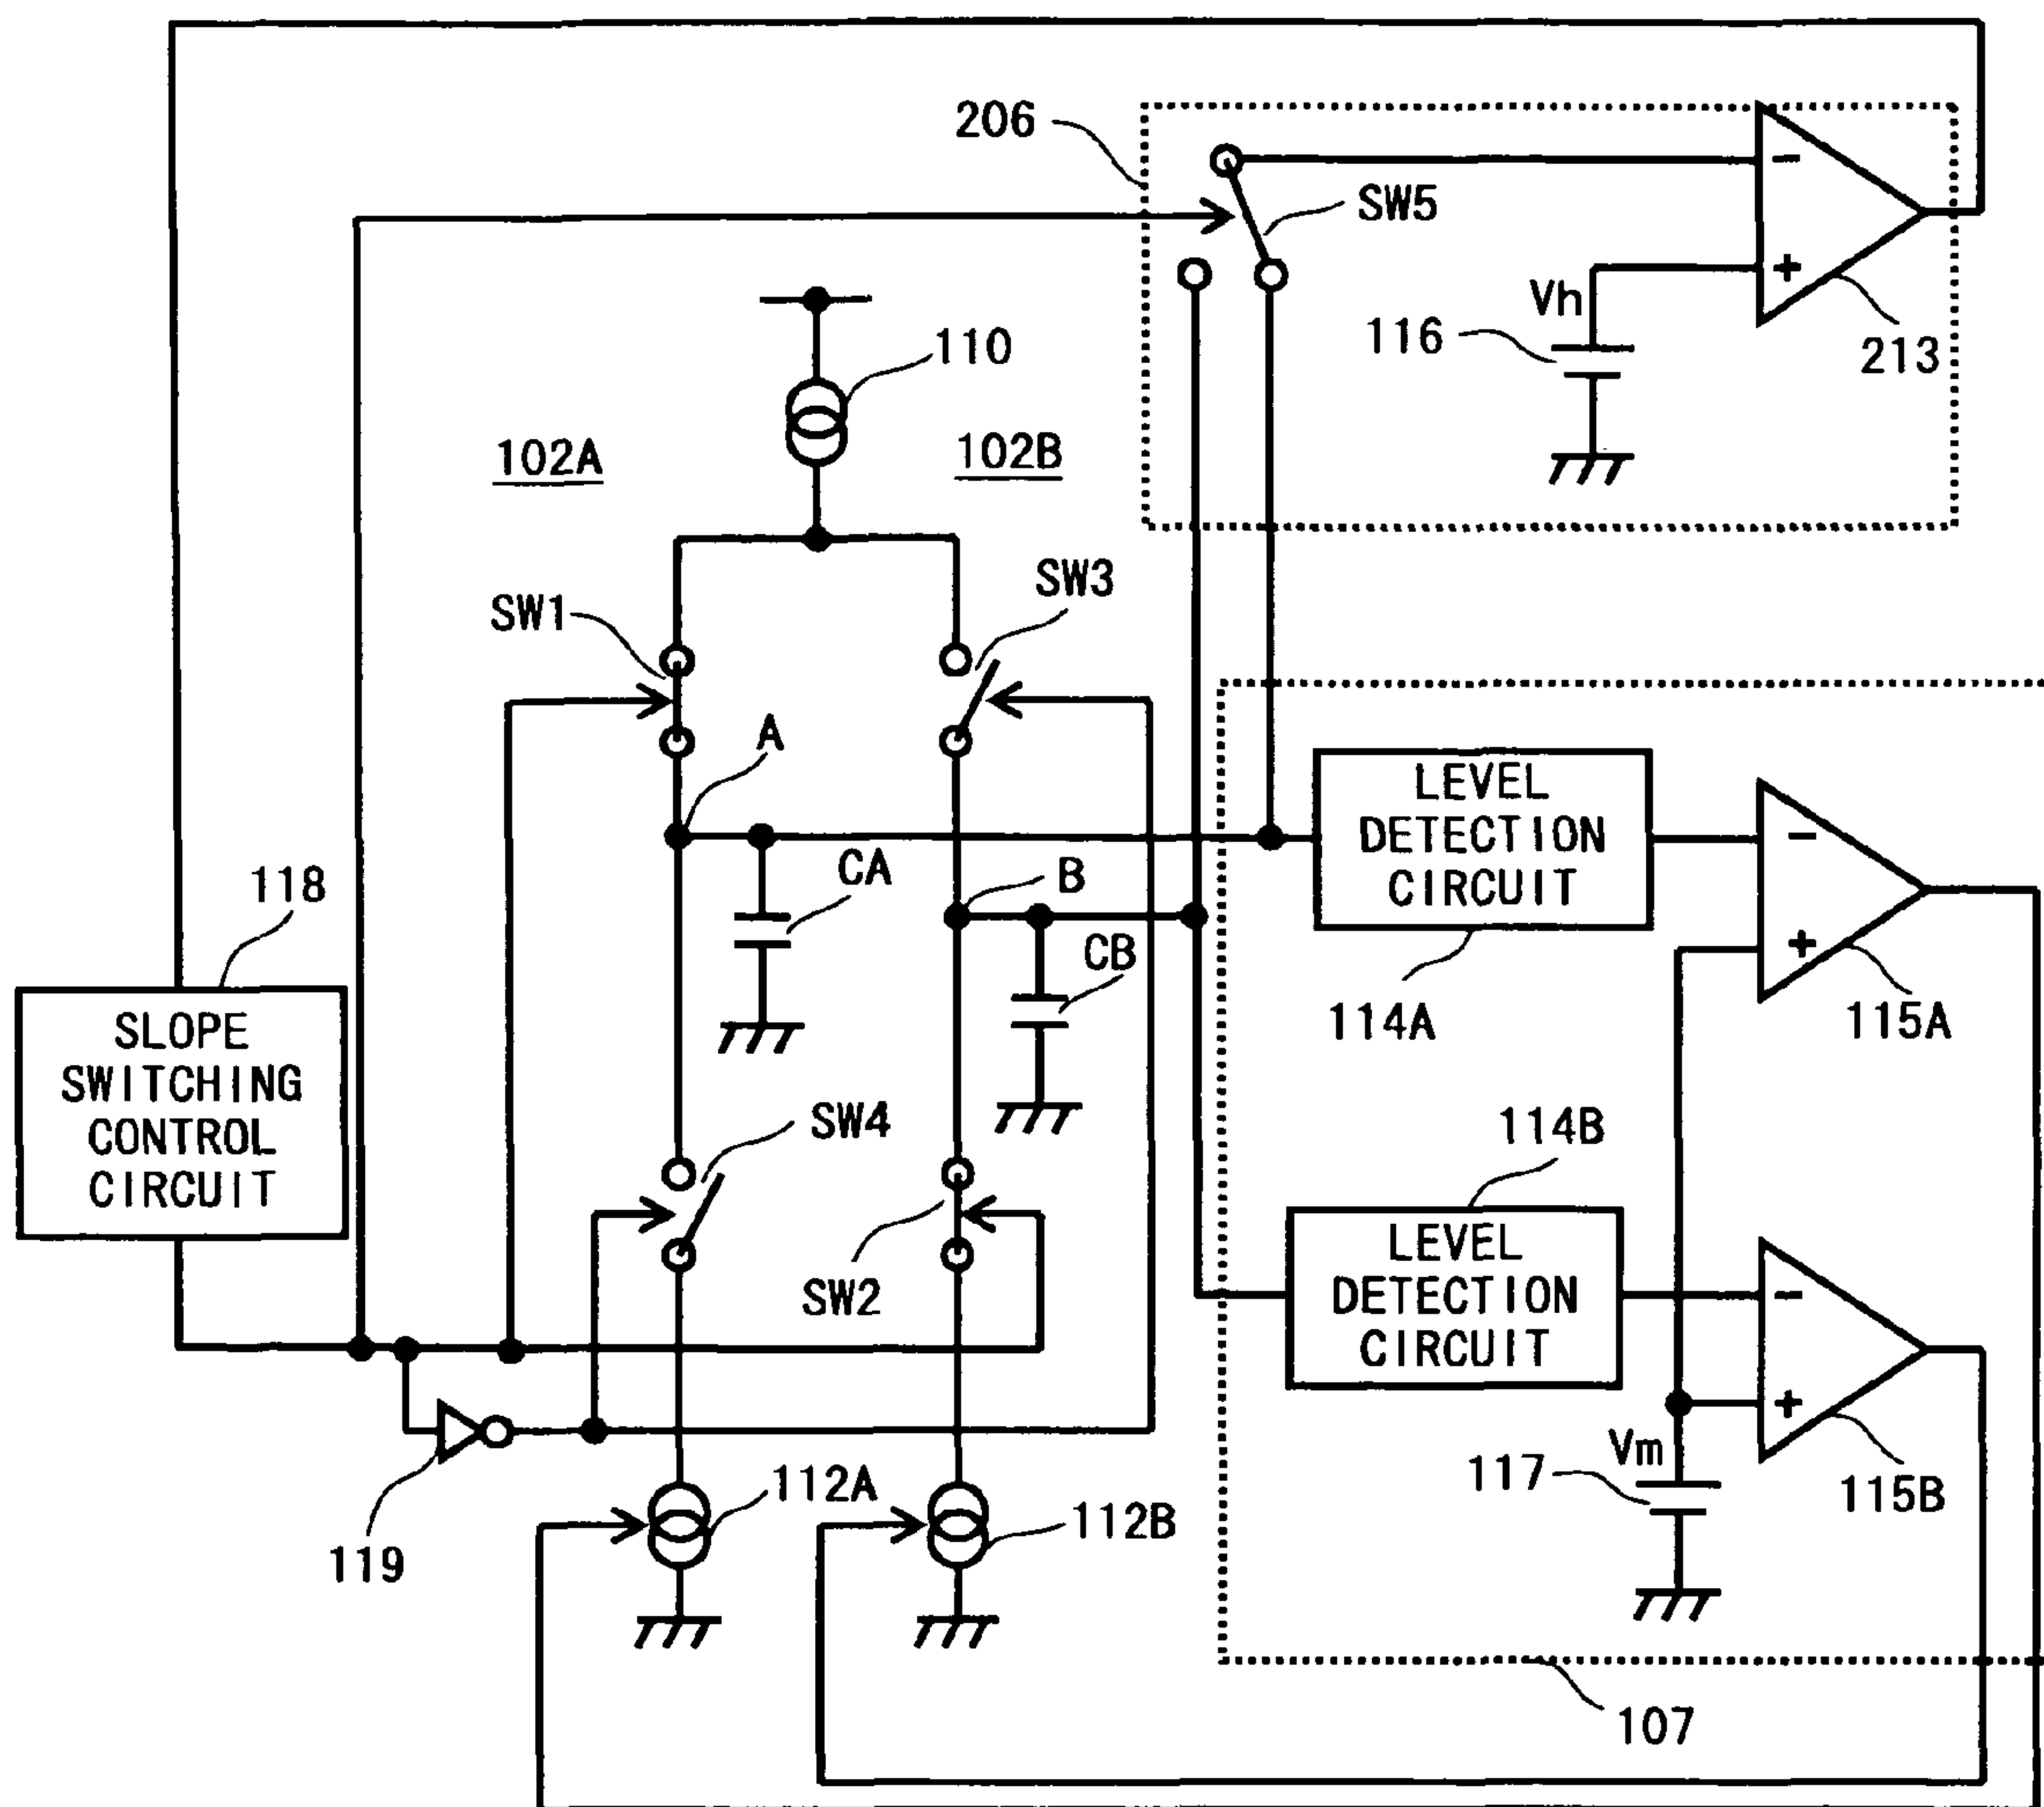 206
SW5
−
+
Vh
116
213
110
102A
102B
SW1
SW3
A
CA
B
CB
118
SLOPE
SWITCHING
CONTROL
CIRCUIT
LEVEL
DETECTION
CIRCUIT
114A
−
+
115A
SW4
SW2
114B
LEVEL
DETECTION
CIRCUIT
−
+
115B
Vm
117
119
112A
112B
107